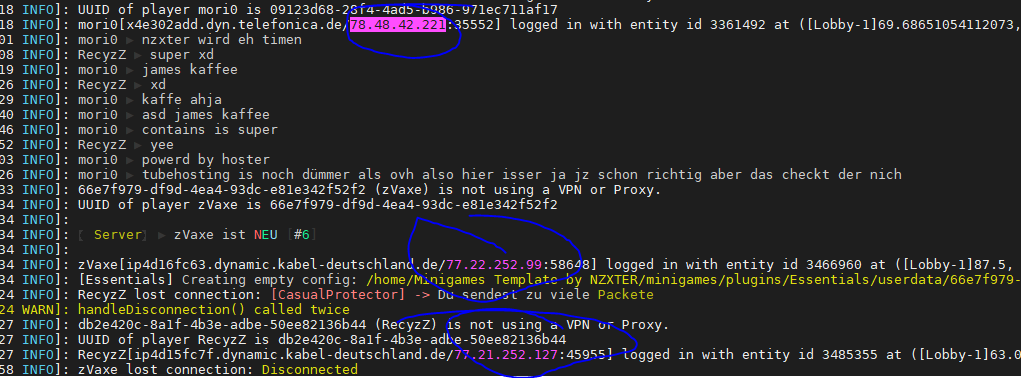 18 INFO]: UUID of player mori0 is 09123d68-28f4-4ad5-b986-971ec711af17
18 INFO]: mori0[x4e302add.dyn.telefonica.de/78.48.42.221:35552] logged in with entity id 3361492 at ([Lobby-1]69.68651054112073,
01 INFO]: mori0 ▶ nzxter wird eh timen
08 INFO]: RecyzZ ▶ super xd
19 INFO]: mori0 ▶ james kaffee
26 INFO]: RecyzZ ▶ xd
29 INFO]: mori0 ▶ kaffe ahja
40 INFO]: mori0 ▶ asd james kaffee
46 INFO]: mori0 ▶ contains is super
52 INFO]: RecyzZ ▶ yee
03 INFO]: mori0 ▶ powerd by hoster
20 INFO]: mori0 ▶ tubehosting is noch dümmer als ovh also hier isser ja jz schon richtig aber das checkt der nich
33 INFO]: 66e7f979-df9d-4ea4-93dc-e81e342f52f2 (zVaxe) is not using a VPN or Proxy.
34 INFO]: UUID of player zVaxe is 66e7f979-df9d-4ea4-93dc-e81e342f52f2
34 INFO]:
34 INFO]: [ Server] ▶ zVaxe ist NEU [#6]
34 INFO]:
34 INFO]: zVaxe[ip4d16fc63.dynamic.kabel-deutschland.de/77.22.252.99:58648] logged in with entity id 3466960 at ([Lobby-1]87.5,
34 INFO]: [Essentials] Creating empty config: /home/Minigames Template by NZXTER/minigames/plugins/Essentials/userdata/66e7f979-
24 INFO]: RecyzZ lost connection: [CasualProtector] -> Du sendest zu viele Packete
24 WARN]: handleDisconnection() called twice
27 INFO]: db2e420c-8a1f-4b3e-adbe-50ee82136b44 (RecyzZ) is not using a VPN or Proxy.
27 INFO]: UUID of player RecyzZ is db2e420c-8a1f-4b3e-adbe-50ee82136b44
27 INFO]: RecyzZ[ip4d15fc7f.dynamic.kabel-deutschland.de/77.21.252.127:45955] logged in with entity id 3485355 at ([Lobby-1]63.0
58 INFO]: zVaxe lost connection: Disconnected